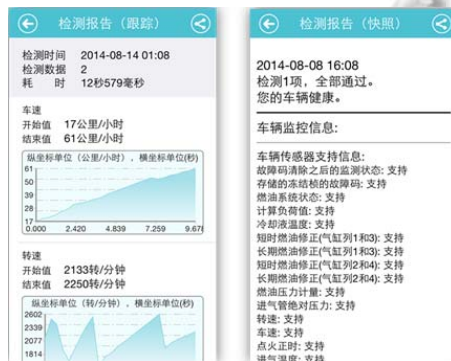 检测报告（跟踪）
检测时间 2014-08-14 01:08
检测数据 2
耗 时 12秒579毫秒
车速
开始值 17公里/小时
结束值 61公里/小时
纵坐标单位（公里/小时），横坐标单位(秒)
61
50
39
28
17
0.000 2.420 4.839 7.259 9.678
转速
开始值 2133转/分钟
结束值 2250转/分钟
纵坐标单位（转/分钟），横坐标单位(秒)
2602
2339
2077
1814
检测报告（快照）
2014-08-08 16:08
检测1项，全部通过。
您的车辆健康。
车辆监控信息:
车辆传感器支持信息:
故障码清除之后的监测状态: 支持
存储的冻结桢的故障码: 支持
燃油系统状态: 支持
计算负荷值: 支持
冷却液温度: 支持
短时燃油修正(气缸列1和3): 支持
长期燃油修正(气缸列1和3): 支持
短时燃油修正(气缸列2和4): 支持
长期燃油修正(气缸列2和4): 支持
燃油压力计量: 支持
进气管绝对压力: 支持
转速: 支持
车速: 支持
点火正时: 支持
进气温度: 支持